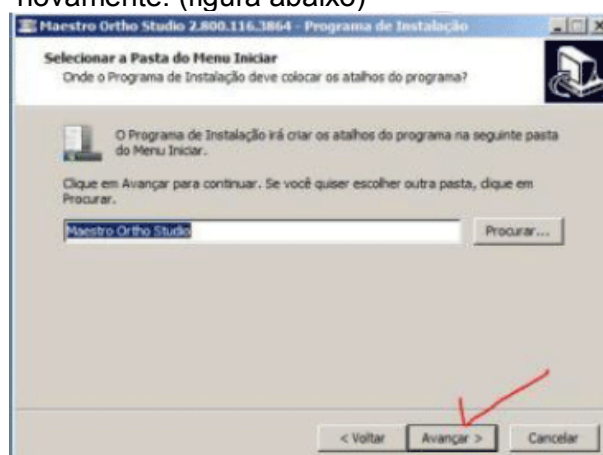 novamente. (figura abaixo)
Maestro Ortho Studio 2.800.116.3864 - Programa de Instalação
Selecionar a Pasta do Menu Iniciar
Onde o Programa de Instalação deve colocar os atalhos do programa?
O Programa de Instalação irá criar os atalhos do programa na seguinte pasta
do Menu Iniciar.
Clique em Avançar para continuar. Se você quiser escolher outra pasta, clique em
Procurar.
Maestro Ortho Studio Procurar...
< Voltar Avançar > Cancelar